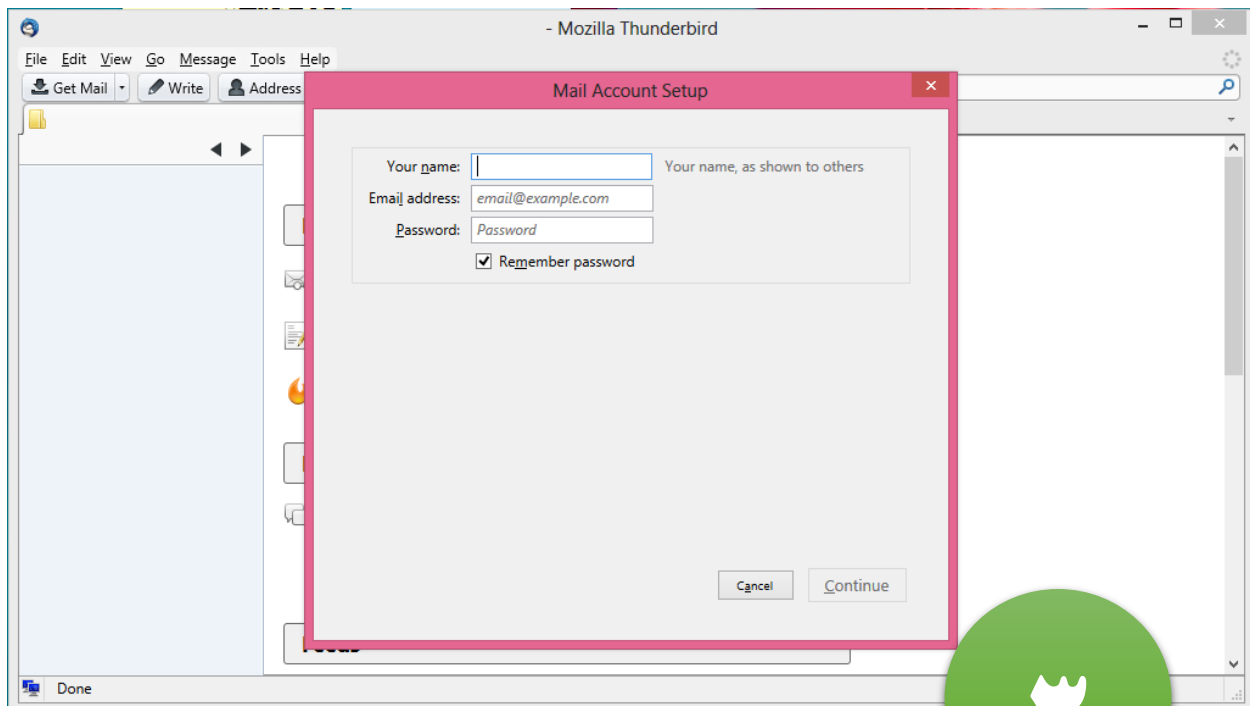 - Mozilla Thunderbird
File Edit View Go Message Tools Help
Get Mail Write Address
Mail Account Setup
Your name: Your name, as shown to others
Email address: email@example.com
Password: Password
Remember password
Cancel Continue
Done